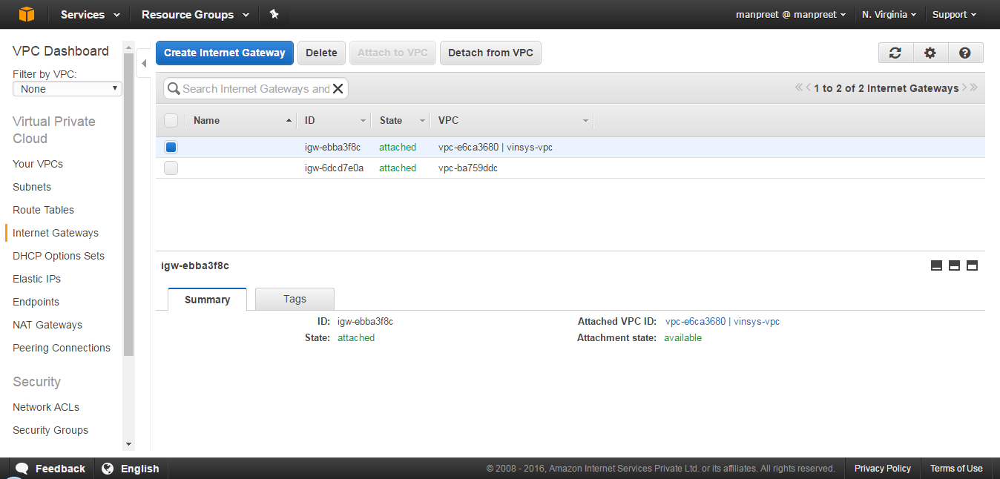 Services Resource Groups manpreet @ manpreet N. Virginia Support
VPC Dashboard
Filter by VPC:
None
Virtual Private
Cloud
Your VPCs
Subnets
Route Tables
Internet Gateways
DHCP Options Sets
Elastic IPs
Endpoints
NAT Gateways
Peering Connections
Security
Network ACLs
Security Groups
Create Internet Gateway Delete Attach to VPC Detach from VPC
Search Internet Gateways and 1 to 2 of 2 Internet Gateways
Name ID State VPC
igw-ebba3f8c attached vpc-e6ca3680 | vinsys-vpc
igw-6dcd7e0a attached vpc-ba759ddc
igw-ebba3f8c
Summary Tags
ID: igw-ebba3f8c Attached VPC ID: vpc-e6ca3680 | vinsys-vpc
State: attached Attachment state: available
Feedback English © 2008 - 2016, Amazon Internet Services Private Ltd. or its affiliates. All rights reserved. Privacy Policy Terms of Use